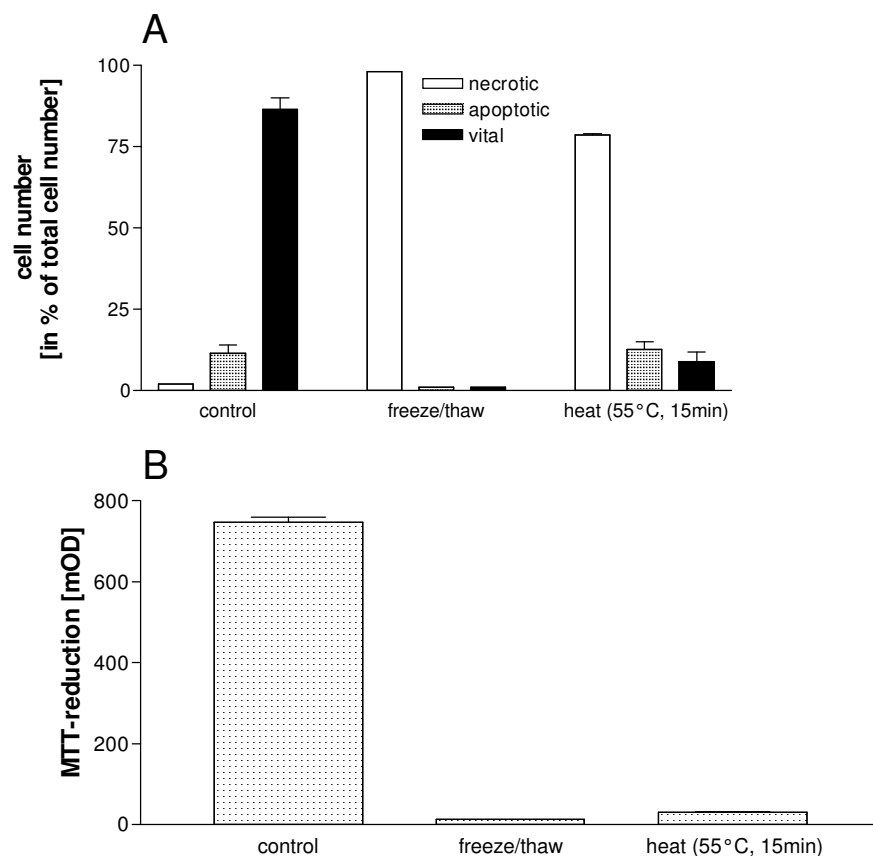 A
cell number
[in % of total cell number]
100
75
50
25
0
necrotic
apoptotic
vital
control
freeze/thaw
heat (55°C, 15min)
B
MTT-reduction [mOD]
800
600
400
200
0
control
freeze/thaw
heat (55°C, 15min)